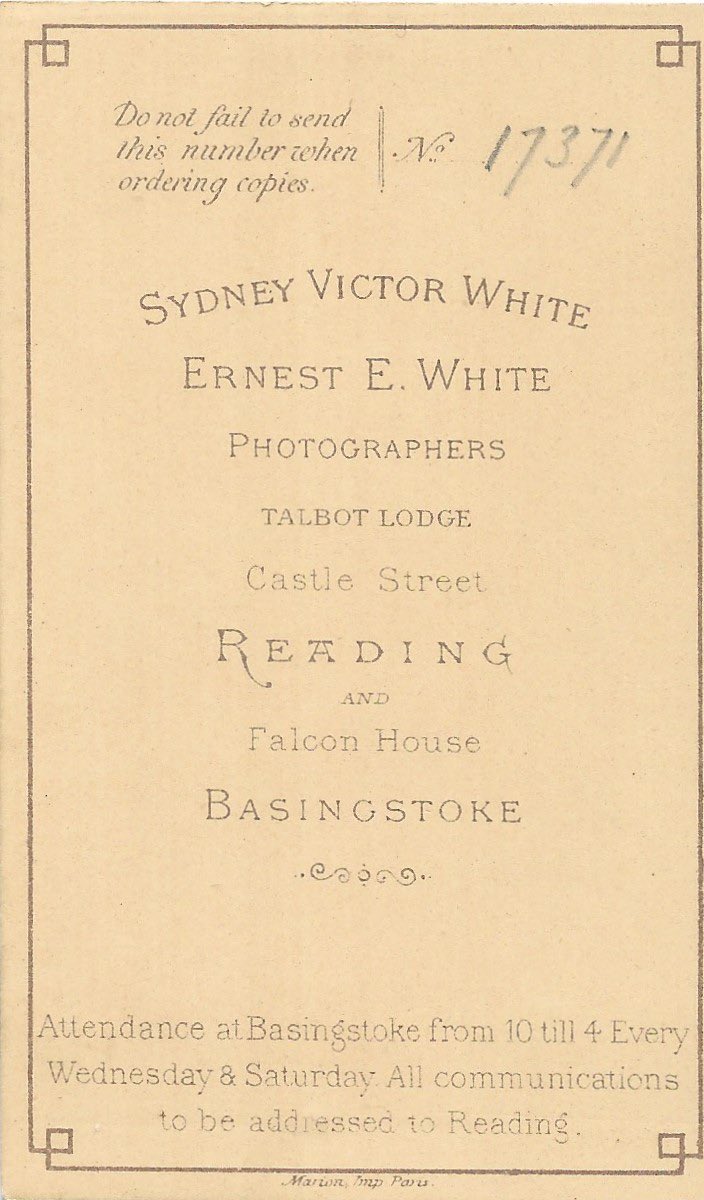 Do not fail to send
this number when
ordering copies.
No 17371
SYDNEY VICTOR WHITE
ERNEST E. WHITE
PHOTOGRAPHERS
TALBOT LODGE
Castle Street
READING
AND
Falcon House
BASINGSTOKE
Attendance at Basingstoke from 10 till 4 Every
Wednesday & Saturday. All communications
to be addressed to Reading.
Marion, Imp Paris.